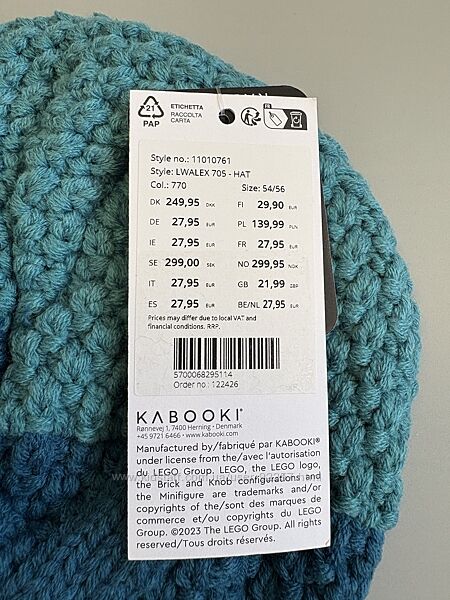 21
PAP
ETICHETTA
RACCOLTA
CARTA
FR
Style no.: 11010761
Style: LWALEX 705 - HAT
Col.: 770 Size: 54/56
DK 249,95 DKK FI 29,90 EUR
DE 27,95 EUR PL 139,99 PLN
IE 27,95 EUR FR 27,95 EUR
SE 299,00 SEK NO 299,95 NOK
IT 27,95 EUR GB 21,99 GBP
ES 27,95 EUR BE/NL 27,95 EUR
Prices may differ due to local VAT and
financial conditions. RRP.
5700068295114
Order no.: 122426
KABOOKI®
Rønnevej 1, 7400 Herning • Denmark
+45 9721 6466 • www.kabooki.com
Manufactured by/fabriqué par KABOOKI®
under license from the/avec l'autorisation
du LEGO Group. LEGO, the LEGO logo,
the Brick and Knob configurations and
the Minifigure are trademarks and/or
copyrights of the/sont des marques de
commerce et/ou copyrights du LEGO
Group. ©2023 The LEGO Group. All rights
reserved/Tous droits réservés.